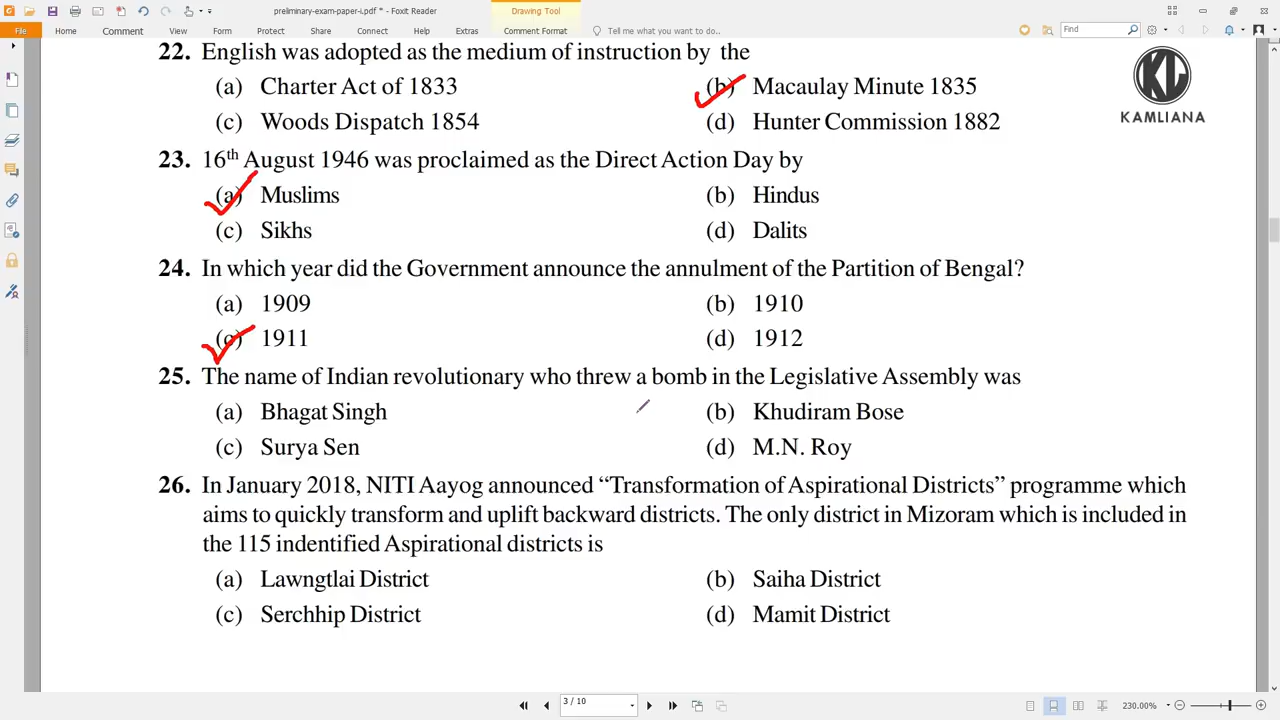 preliminary-exam-paper-i.pdf * - Foxit Reader
Drawing Tool
File Home Comment View Form Protect Share Connect Help Extras Comment Format Tell me what you want to do.. Find
22. English was adopted as the medium of instruction by the
(a) Charter Act of 1833 (b) Macaulay Minute 1835
(c) Woods Dispatch 1854 (d) Hunter Commission 1882
KAMLIANA
23. 16th August 1946 was proclaimed as the Direct Action Day by
(a) Muslims (b) Hindus
(c) Sikhs (d) Dalits
24. In which year did the Government announce the annulment of the Partition of Bengal?
(a) 1909 (b) 1910
(c) 1911 (d) 1912
25. The name of Indian revolutionary who threw a bomb in the Legislative Assembly was
(a) Bhagat Singh (b) Khudiram Bose
(c) Surya Sen (d) M.N. Roy
26. In January 2018, NITI Aayog announced “Transformation of Aspirational Districts” programme which
aims to quickly transform and uplift backward districts. The only district in Mizoram which is included in
the 115 indentified Aspirational districts is
(a) Lawngtlai District (b) Saiha District
(c) Serchhip District (d) Mamit District
3 / 10 230.00%